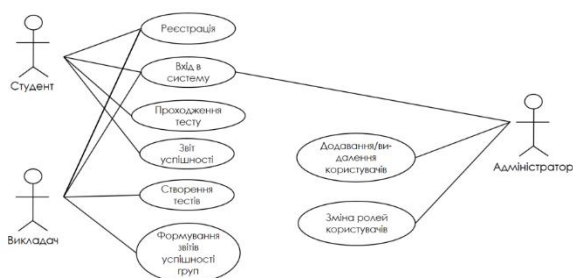 Реєстрація
Вхід в
систему
Студент
Проходження
тесту
Звіт
успішності
Створення
тестів
Викладач
Формування
звітів
успішності
груп
Додавання/ви-
далення
користувачів
Адміністратор
Зміна ролей
користувачів